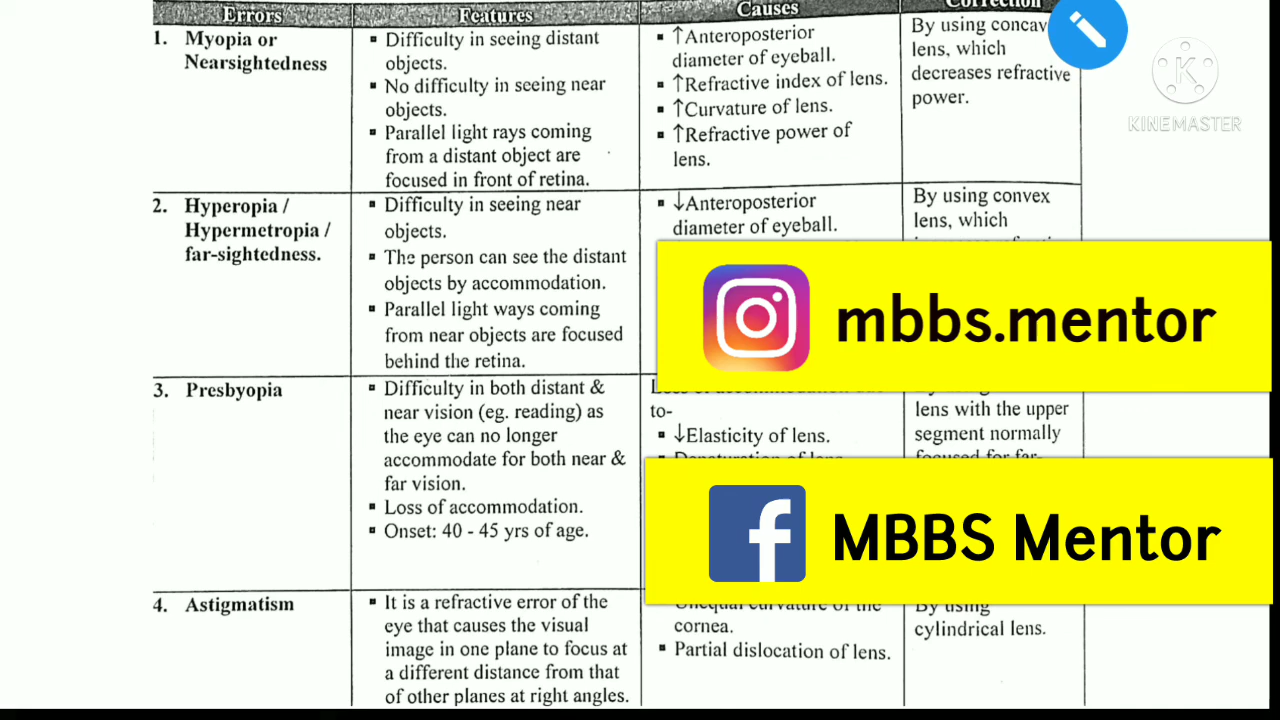 Errors
Features
Causes
Correction
1. Myopia or
Nearsightedness
▪ Difficulty in seeing distant
objects.
▪ No difficulty in seeing near
objects.
▪ Parallel light rays coming
from a distant object are
focused in front of retina.
▪ ↑Anteroposterior
diameter of eyeball.
▪ ↑Refractive index of lens.
▪ ↑Curvature of lens.
▪ ↑Refractive power of
lens.
By using concav
lens, which
decreases refractive
power.
K
KINEMASTER
2. Hyperopia /
Hypermetropia /
far-sightedness.
▪ Difficulty in seeing near
objects.
▪ The person can see the distant
objects by accommodation.
▪ Parallel light ways coming
from near objects are focused
behind the retina.
▪ ↓Anteroposterior
diameter of eyeball.
By using convex
lens, which
mbbs.mentor
3. Presbyopia
▪ Difficulty in both distant &
near vision (eg. reading) as
the eye can no longer
accommodate for both near &
far vision.
▪ Loss of accommodation.
▪ Onset: 40 - 45 yrs of age.
to-
▪ ↓Elasticity of lens.
lens with the upper
segment normally
focused for far-
f
MBBS Mentor
4. Astigmatism
▪ It is a refractive error of the
eye that causes the visual
image in one plane to focus at
a different distance from that
of other planes at right angles.
Unequal curvature of the
cornea.
▪ Partial dislocation of lens.
By using
cylindrical lens.